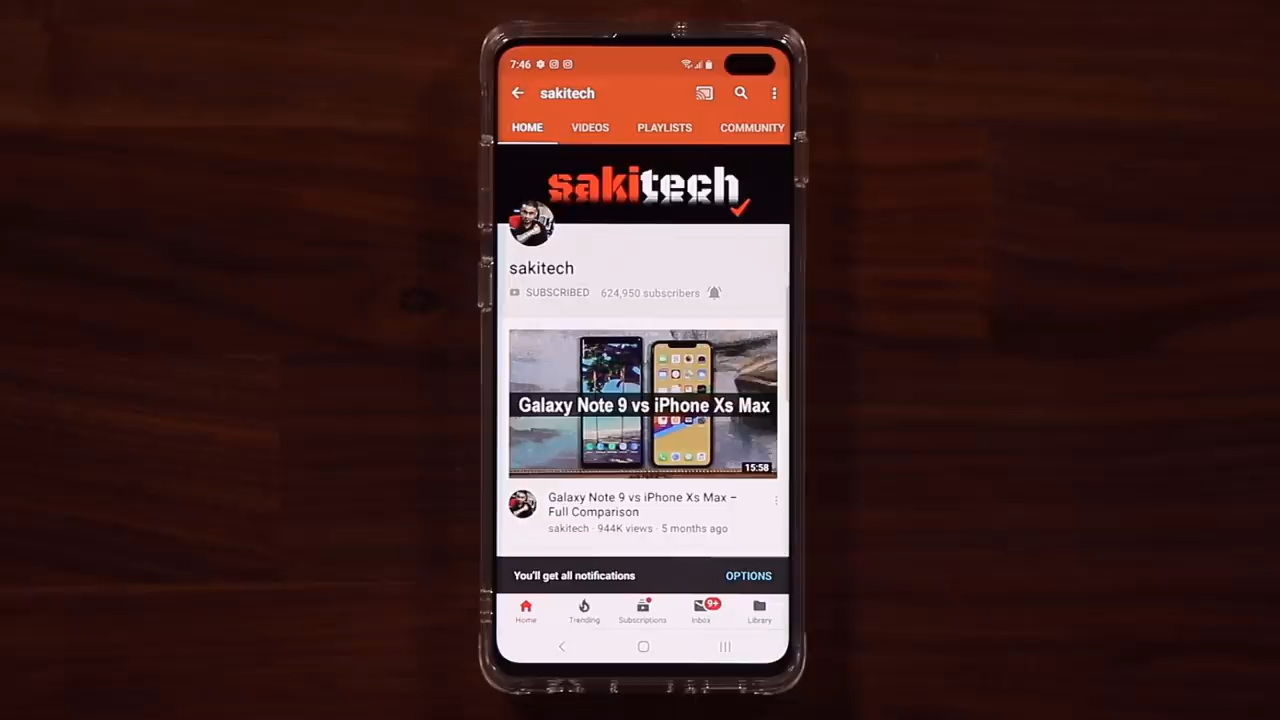 7:46
sakitech
HOME VIDEOS PLAYLISTS COMMUNITY
sakitech
sakitech
SUBSCRIBED 624,950 subscribers
Galaxy Note 9 vs iPhone Xs Max
15:58
Galaxy Note 9 vs iPhone Xs Max –
Full Comparison
sakitech · 944K views · 5 months ago
You'll get all notifications OPTIONS
9+
Home Trending Subscriptions Inbox Library